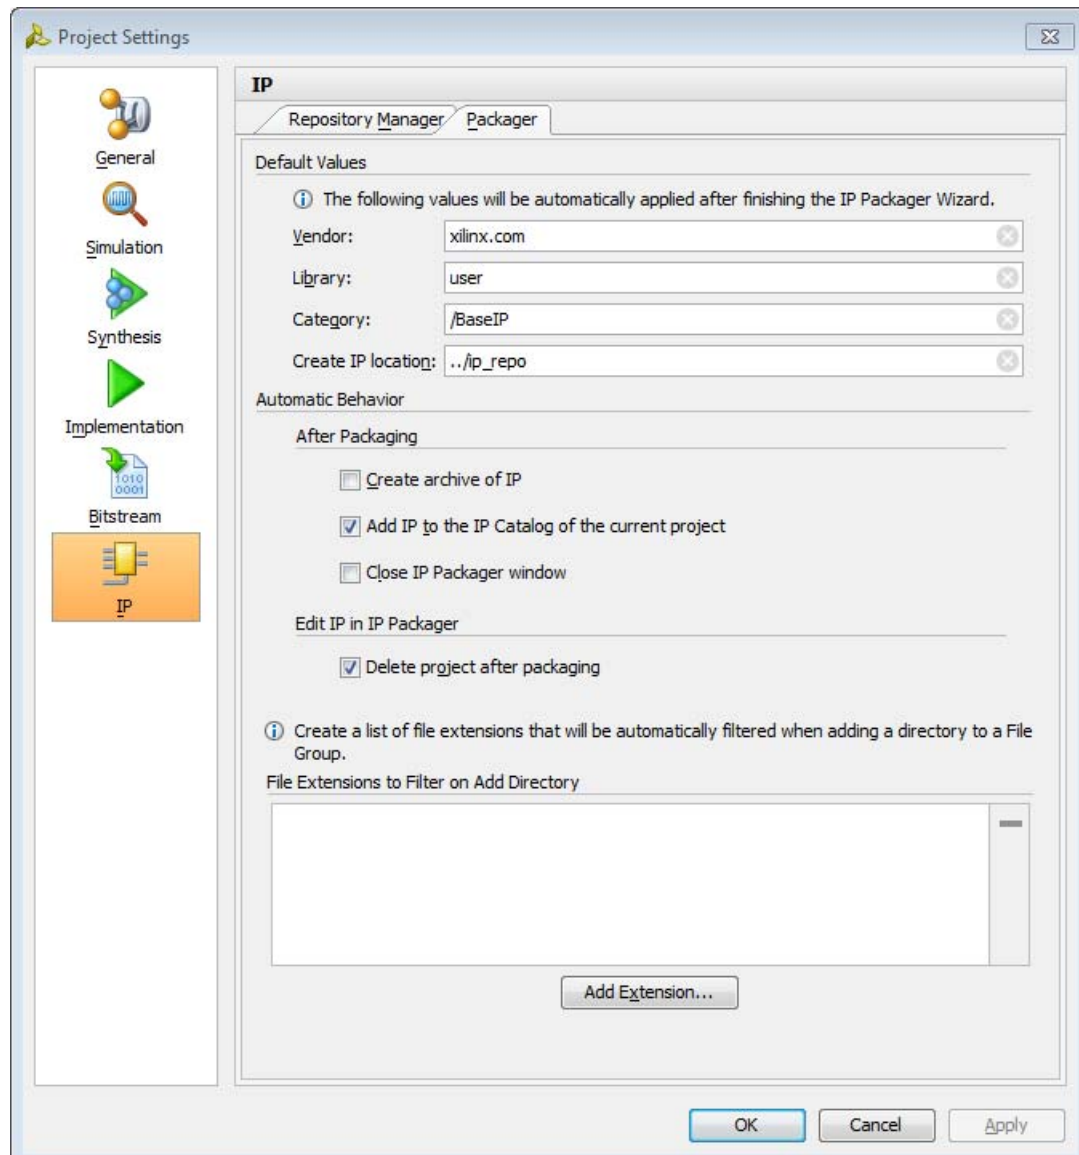 Project Settings
General
Simulation
Synthesis
Implementation
1010
0001
Bitstream
IP
IP
Repository Manager
Packager
Default Values
The following values will be automatically applied after finishing the IP Packager Wizard.
Vendor: xilinx.com
Library: user
Category: /BaseIP
Create IP location: ../ip_repo
Automatic Behavior
After Packaging
Create archive of IP
Add IP to the IP Catalog of the current project
Close IP Packager window
Edit IP in IP Packager
Delete project after packaging
Create a list of file extensions that will be automatically filtered when adding a directory to a File
Group.
File Extensions to Filter on Add Directory
Add Extension...
OK Cancel Apply